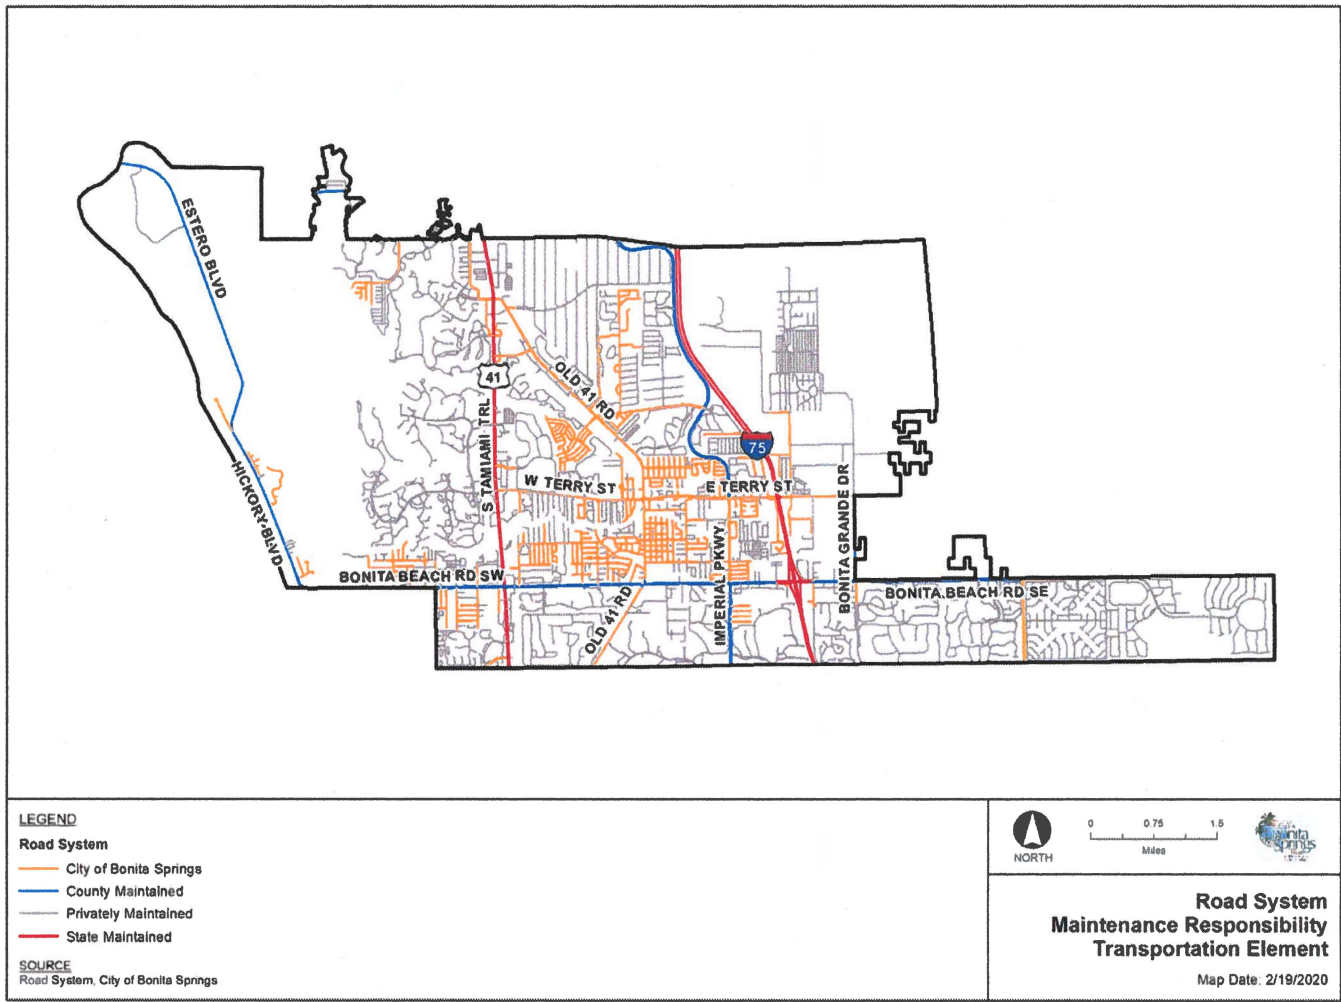 ESTERO BLVD
OLD 41 RD
41
S TAMIAMI TRL
75
W TERRY ST
E TERRY ST
HICKORY BLVD
BONITA GRANDE DR
IMPERIAL PKWY
BONITA BEACH RD SW
BONITA BEACH RD SE
OLD 41 RD
LEGEND
Road System
City of Bonita Springs
County Maintained
Privately Maintained
State Maintained
SOURCE
Road System, City of Bonita Springs
NORTH
0 0.75 1.5
Miles
Bonita
Springs
Road System
Maintenance Responsibility
Transportation Element
Map Date: 2/19/2020